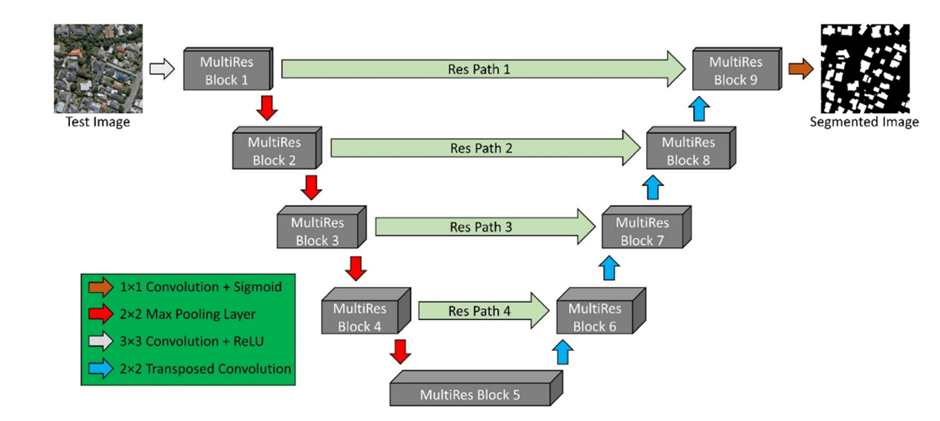 MultiRes
Block 1
Res Path 1
MultiRes
Block 9
Test Image
Segmented Image
MultiRes
Block 2
Res Path 2
MultiRes
Block 8
MultiRes
Block 3
Res Path 3
MultiRes
Block 7
1×1 Convolution + Sigmoid
2×2 Max Pooling Layer
3×3 Convolution + ReLU
2×2 Transposed Convolution
MultiRes
Block 4
Res Path 4
MultiRes
Block 6
MultiRes Block 5